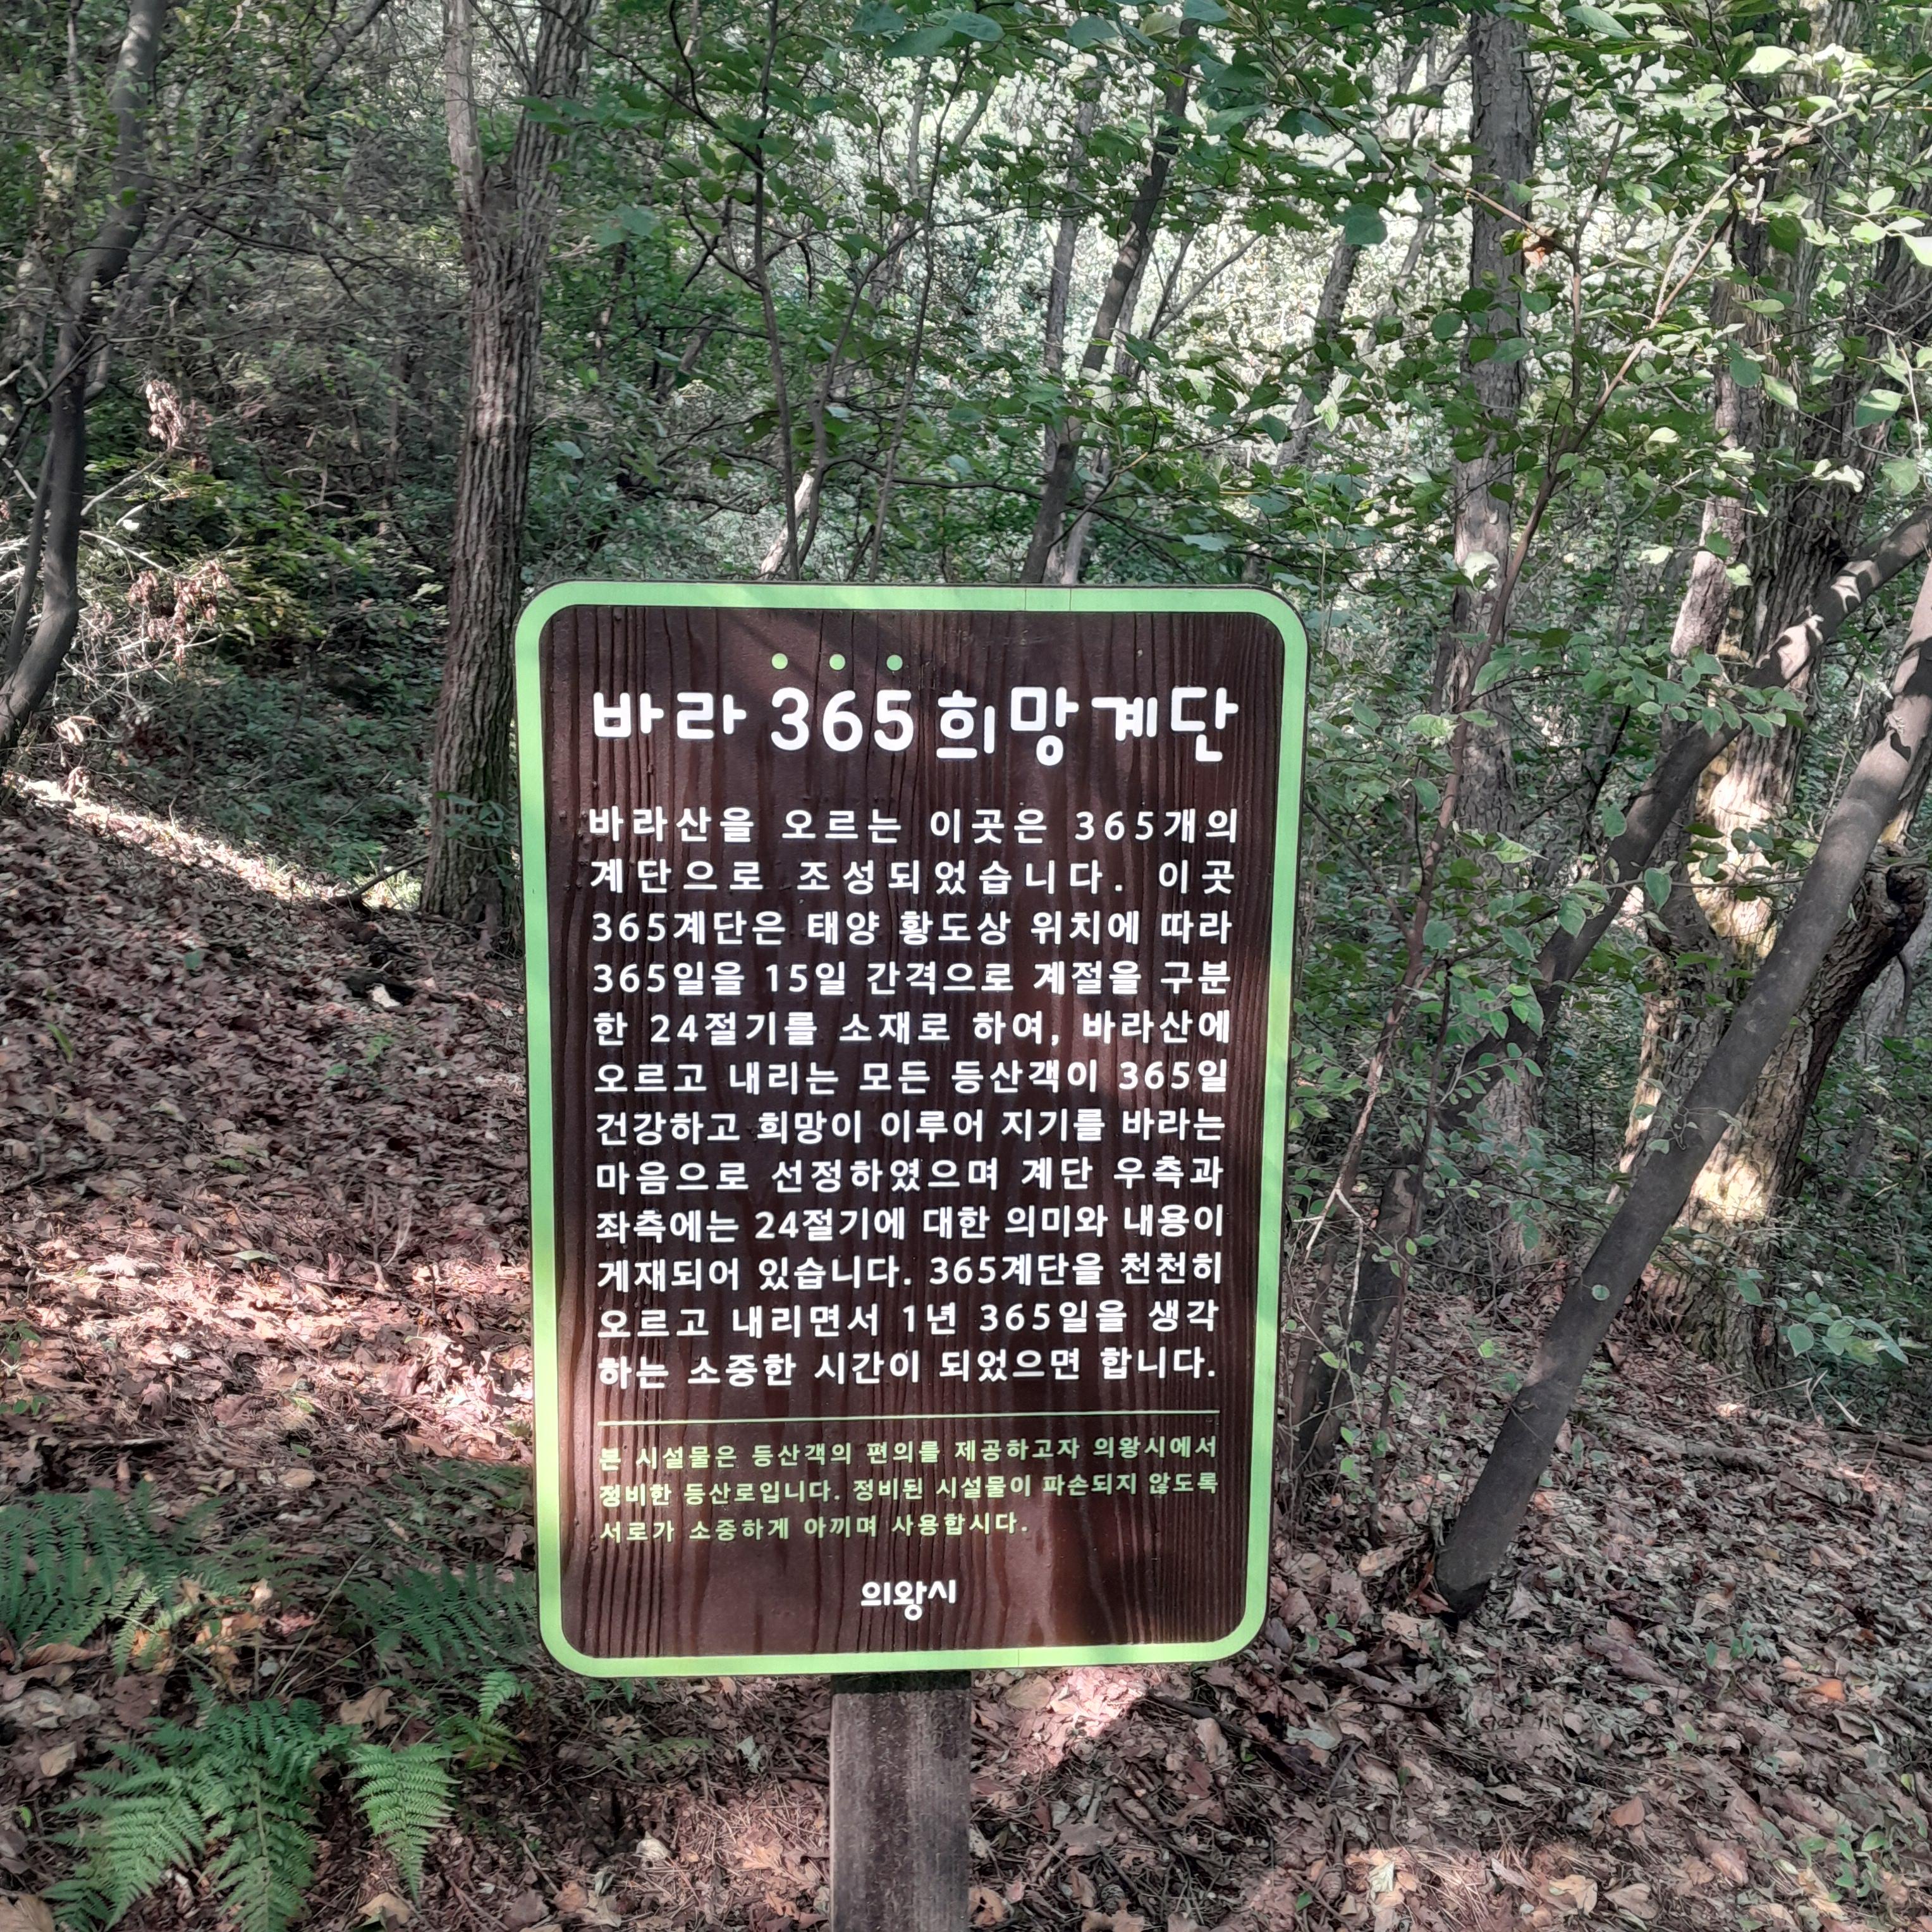 바라 365 희망계단
바라산을 오르는 이곳은 365개의
계단으로 조성되었습니다. 이곳
365계단은 태양 황도상 위치에 따라
365일을 15일 간격으로 계절을 구분
한 24절기를 소재로 하여, 바라산에
오르고 내리는 모든 등산객이 365일
건강하고 희망이 이루어 지기를 바라는
마음으로 선정하였으며 계단 우측과
좌측에는 24절기에 대한 의미와 내용이
게재되어 있습니다. 365계단을 천천히
오르고 내리면서 1년 365일을 생각
하는 소중한 시간이 되었으면 합니다.
본 시설물은 등산객의 편의를 제공하고자 의왕시에서
정비한 등산로입니다. 정비된 시설물이 파손되지 않도록
서로가 소중하게 아끼며 사용합시다.
의왕시